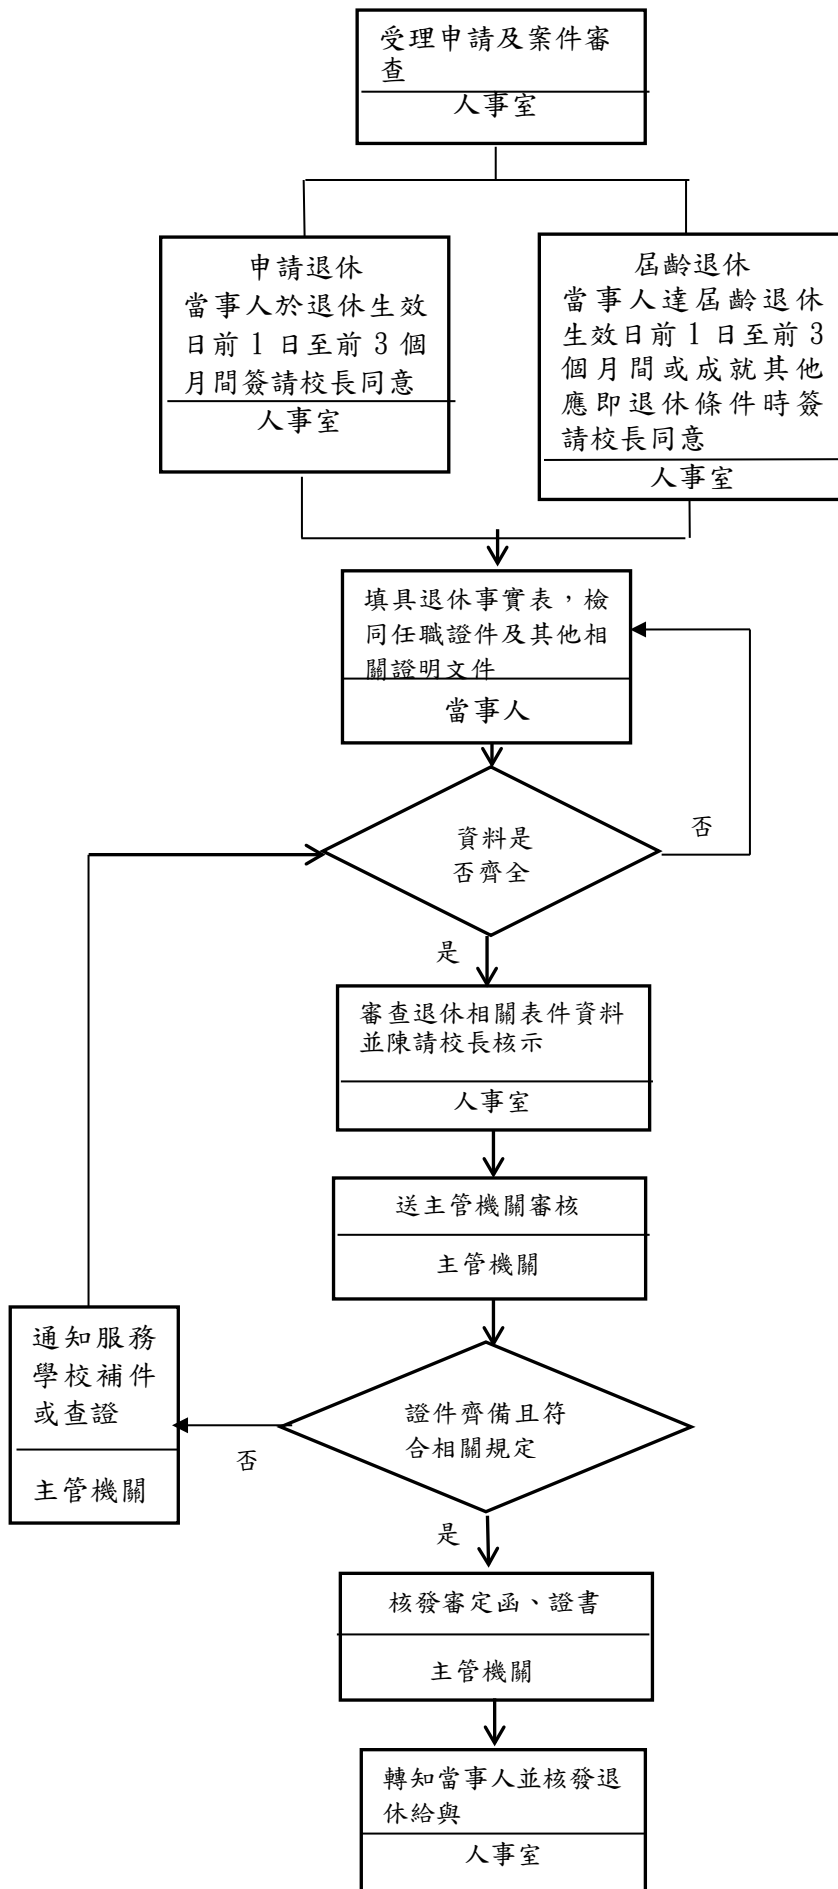 受理申請及案件審
查
人事室
申請退休
當事人於退休生效
日前 1 日至前 3 個
月間簽請校長同意
人事室
屆齡退休
當事人達屆齡退休
生效日前 1 日至前 3
個月間或成就其他
應即退休條件時簽
請校長同意
人事室
填具退休事實表，檢
同任職證件及其他相
關證明文件
當事人
資料是
否齊全
否
是
審查退休相關表件資料
並陳請校長核示
人事室
送主管機關審核
主管機關
通知服務
學校補件
或查證
主管機關
證件齊備且符
合相關規定
否
是
核發審定函、證書
主管機關
轉知當事人並核發退
休給與
人事室